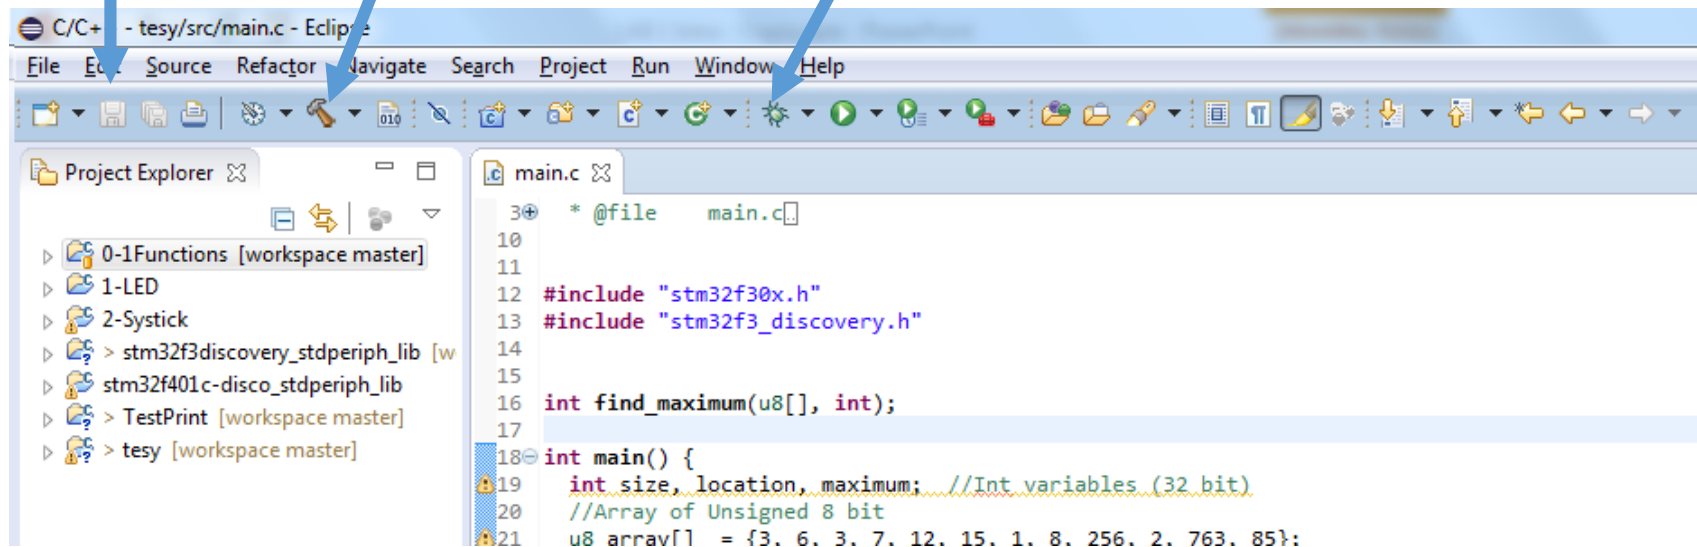 C/C+ - tesy/src/main.c - Eclipse
File Edit Source Refactor Navigate Search Project Run Window Help
010
Project Explorer
main.c
3 * @file main.c
10
0-1Functions [workspace master]
11
1-LED
12 #include "stm32f30x.h"
2-Systick
13 #include "stm32f3_discovery.h"
14
> stm32f3discovery_stdperiph_lib [w
15
stm32f401c-disco_stdperiph_lib
16 int find_maximum(u8[], int);
> TestPrint [workspace master]
17
> tesy [workspace master]
18 int main() {
19 int size, location, maximum; //Int variables (32 bit)
20 //Array of Unsigned 8 bit
21 u8 array[] = {3, 6, 3, 7, 12, 15, 1, 8, 256, 2, 763, 85};